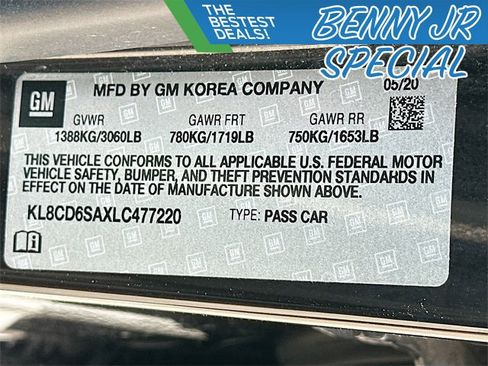 THE
BESTEST
DEALS!
BENNY JR
SPECIAL
GM
MFD BY GM KOREA COMPANY 05/20
GVWR GAWR FRT GAWR RR
1388KG/3060LB 780KG/1719LB 750KG/1653LB
THIS VEHICLE CONFORMS TO ALL APPLICABLE U.S. FEDERAL MOTOR
VEHICLE SAFETY, BUMPER, AND THEFT PREVENTION STANDARDS
IN EFFECT ON THE DATE OF MANUFACTURE SHOWN ABOVE.
KL8CD6SAXLC477220 TYPE: PASS CAR